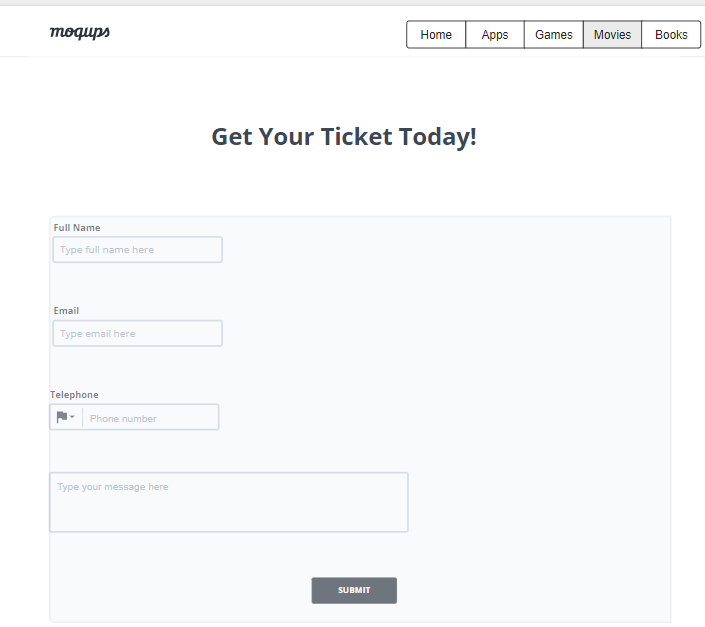 moqups
Home Apps Games Movies Books
Get Your Ticket Today!
Full Name
Type full name here
Email
Type email here
Telephone
Phone number
Type your message here
SUBMIT